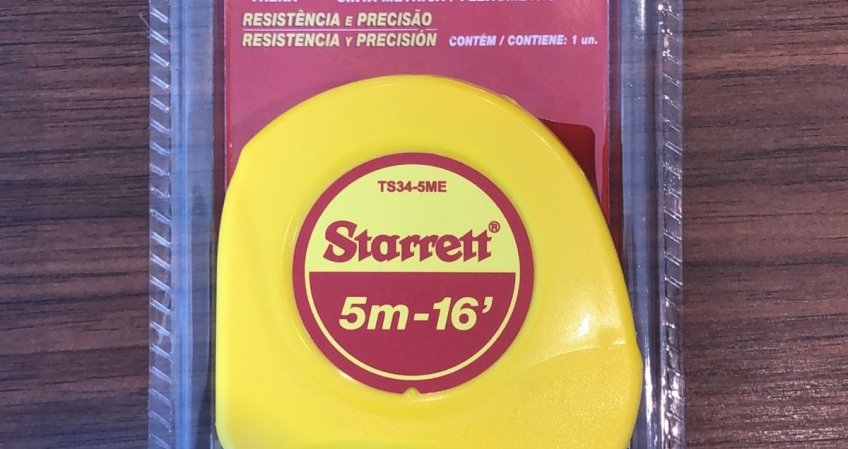 RESISTÊNCIA E PRECISÃO
RESISTENCIA Y PRECISIÓN CONTÉM / CONTIENE: 1 un.
TS34-5ME
Starrett®
5m-16’